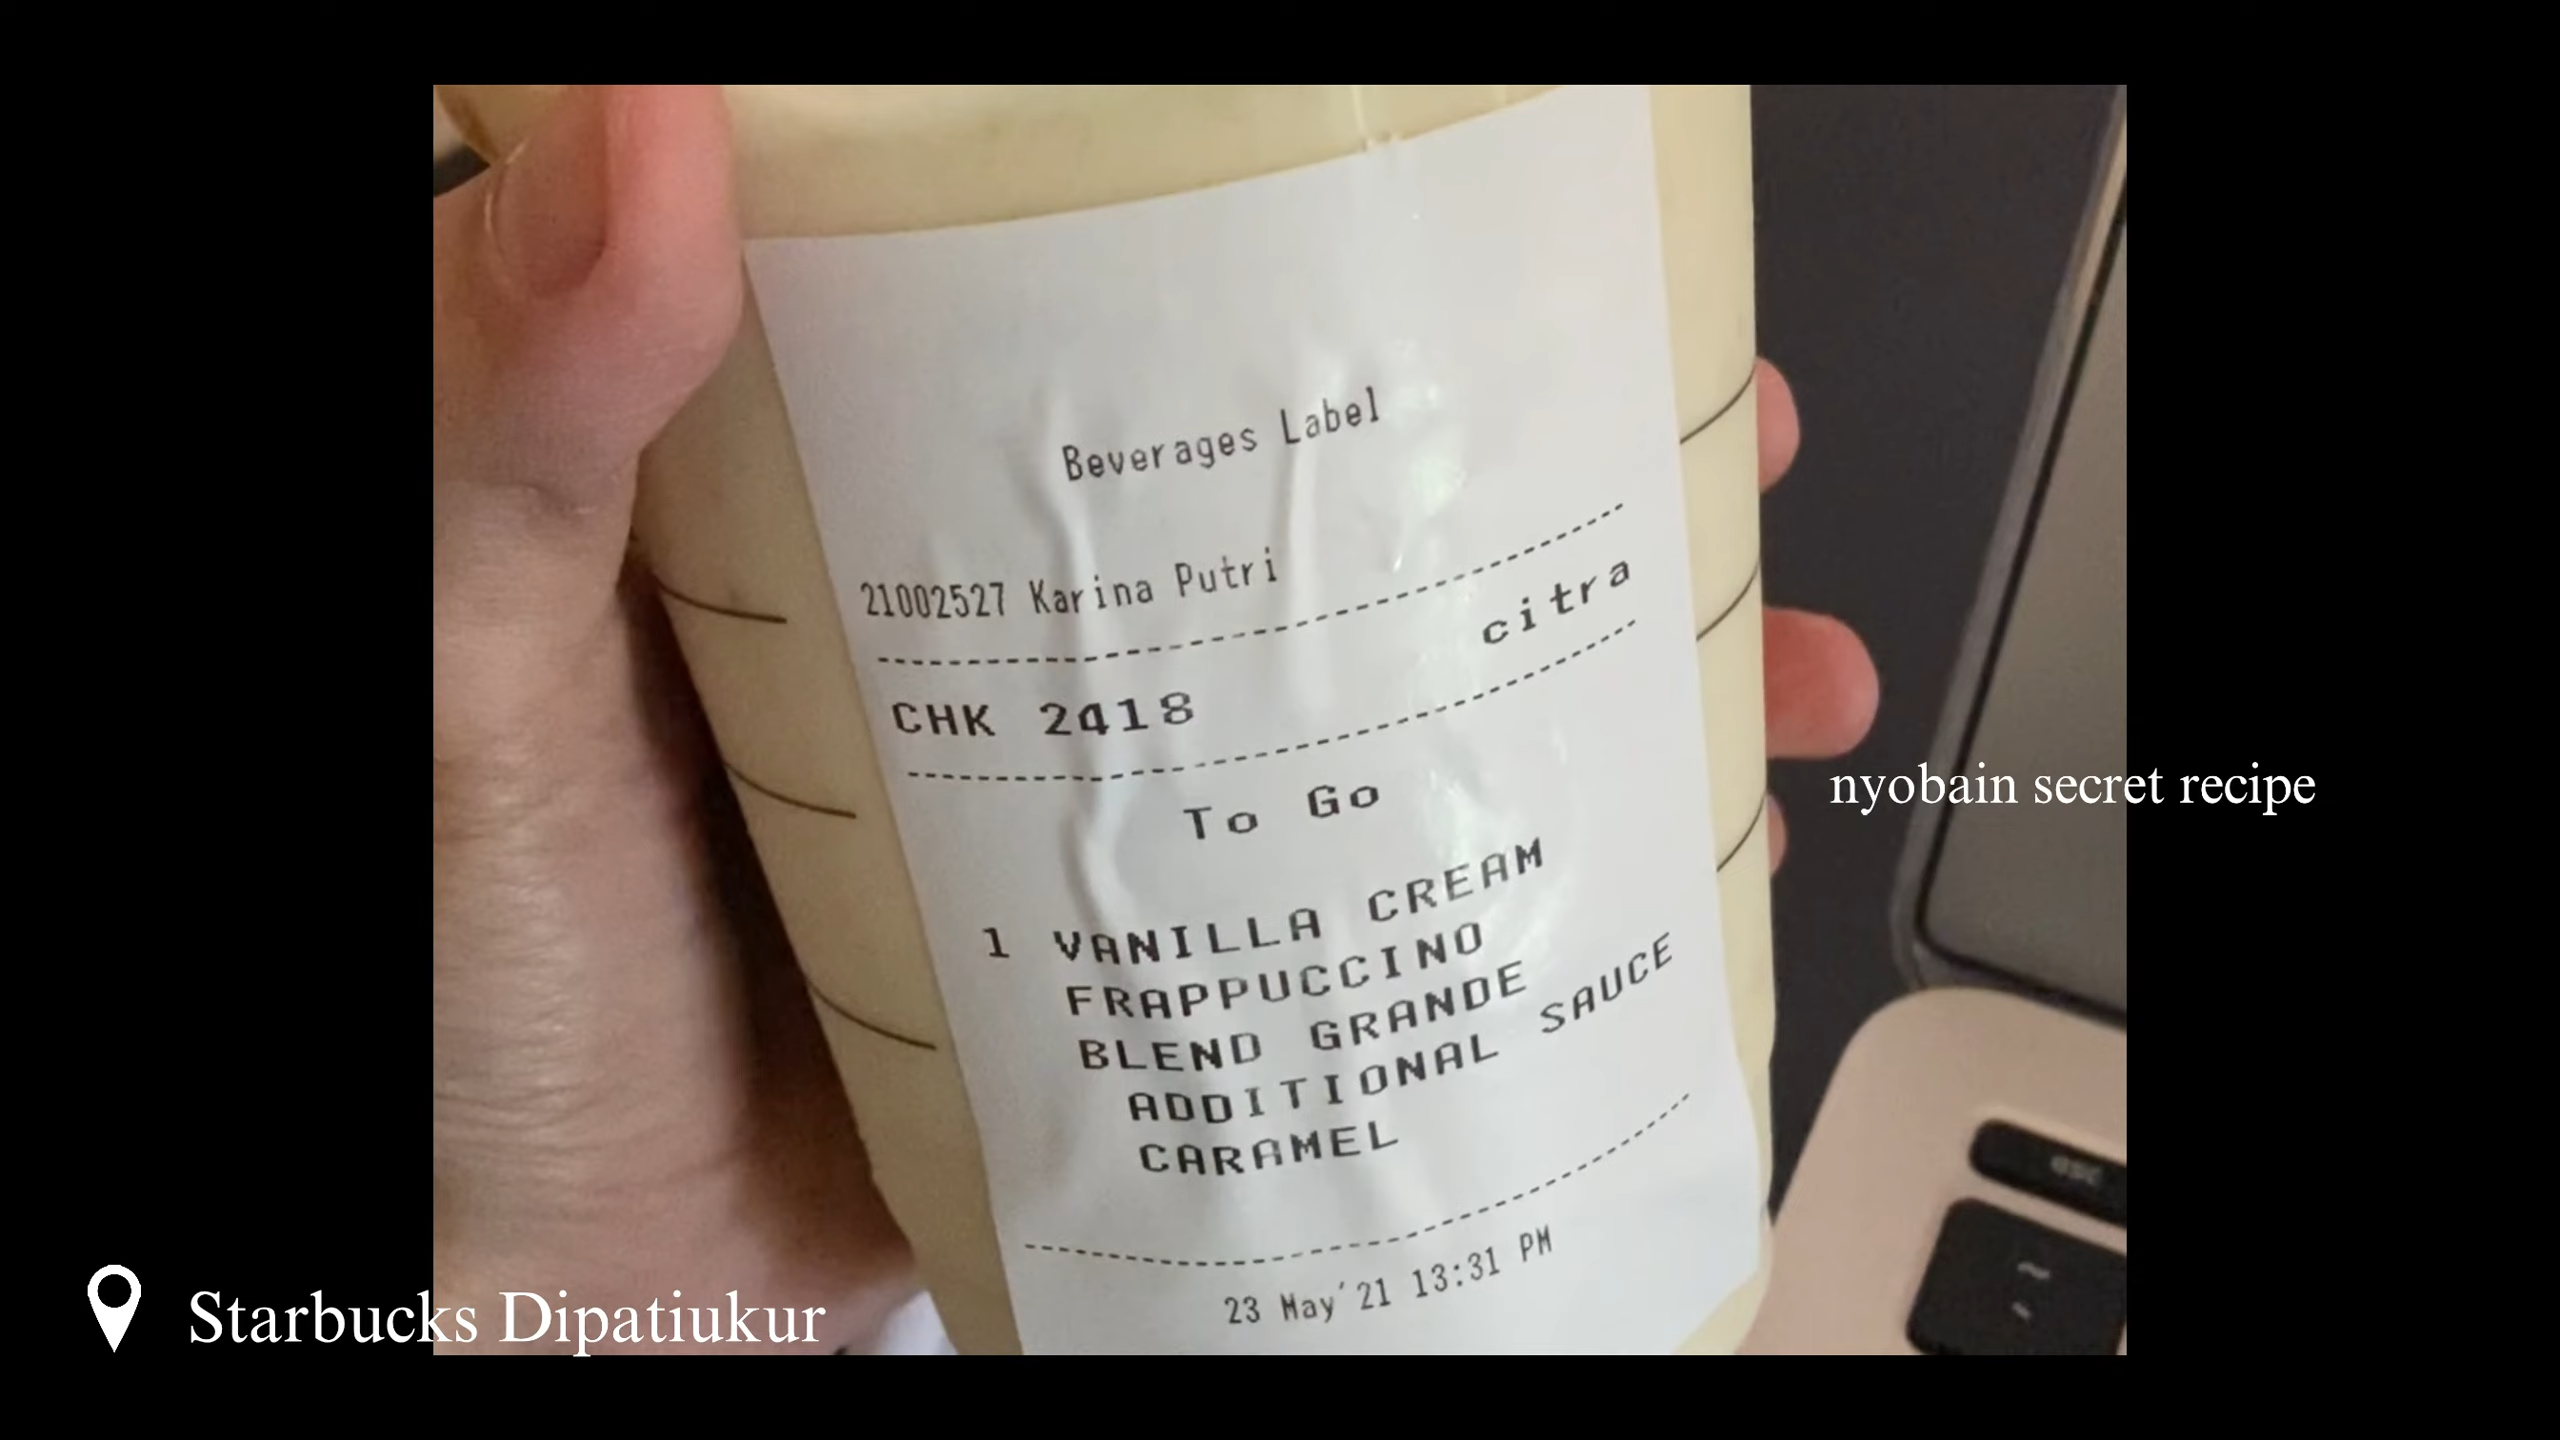 Beverages Label
21002527 Karina Putri
CHK 2418 citra
To Go
1 VANILLA CREAM
FRAPPUCCINO
BLEND GRANDE
ADDITIONAL SAUCE
CARAMEL
23 May'21 13:31 PM
nyobain secret recipe
Starbucks Dipatiukur
esc
~